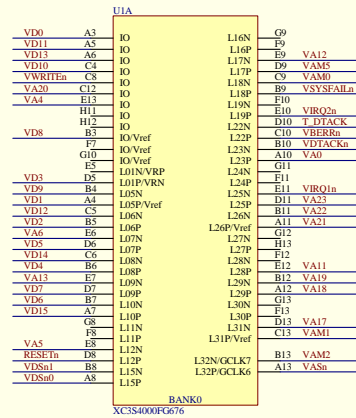 U1A
VD0 A3 IO L16N G9
VD11 A5 IO L16P F9
VD13 A6 IO L17N E9 VA12
VD10 C4 IO L17P D9 VAM5
VWRITEn C8 IO L18N C9 VAM0
VA20 C12 IO L18P B9 VSYSFAILn
VA4 E13 IO L19N F10
H11 IO L19P E10 VIRQ2n
H12 IO L22N D10 T_DTACK
VD8 B3 IO/Vref L22P C10 VBERRn
F7 IO/Vref L23N B10 VDTACKn
G10 IO/Vref L23P A10 VA0
E5 L01N/VRP L24N G11
VD3 D5 L01P/VRN L24P F11
VD9 B4 L05N L25N E11 VIRQ1n
VD1 A4 L05P/Vref L25P D11 VA23
VD12 C5 L06N L26N B11 VA22
VD2 B5 L06P L26P/Vref A11 VA21
VA6 E6 L07N L27N G12
VD5 D6 L07P L27P H13
VD14 C6 L08N L28N F12
VD4 B6 L08P L28P E12 VA11
VA13 E7 L09N L29N B12 VA19
VD7 D7 L09P L29P A12 VA18
VD6 B7 L10N L30N G13
VD15 A7 L10P L30P F13
G8 L11N L31N D13 VA17
F8 L11P L31P/Vref C13 VAM1
VA5 E8 L12N
RESETn D8 L12P L32N/GCLK7 B13 VAM2
VDSn1 B8 L15N L32P/GCLK6 A13 VASn
VDSn0 A8 L15P
BANK0
XC3S4000FG676